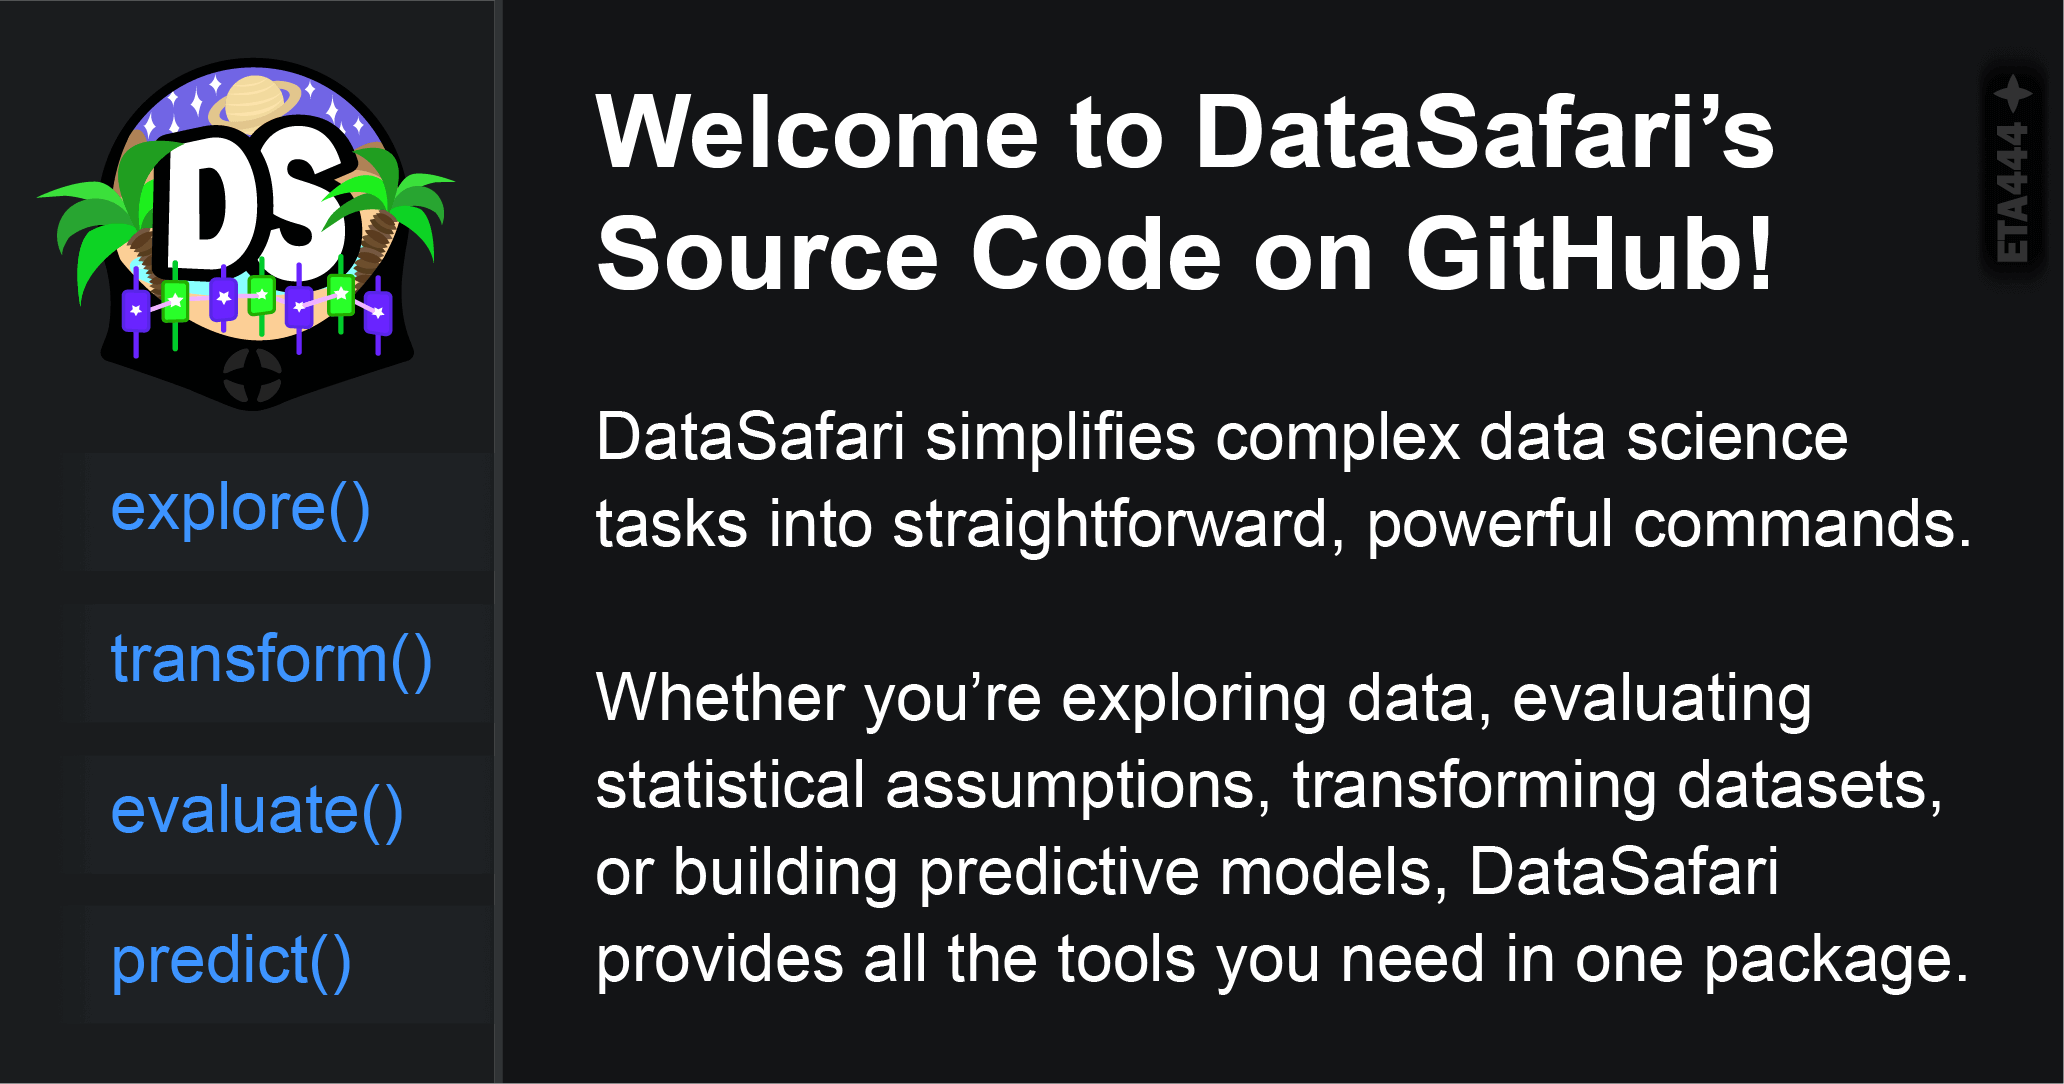 DS
explore()
transform()
evaluate()
predict()
Welcome to DataSafari’s
Source Code on GitHub!
DataSafari simplifies complex data science
tasks into straightforward, powerful commands.
Whether you’re exploring data, evaluating
statistical assumptions, transforming datasets,
or building predictive models, DataSafari
provides all the tools you need in one package.
ETA444